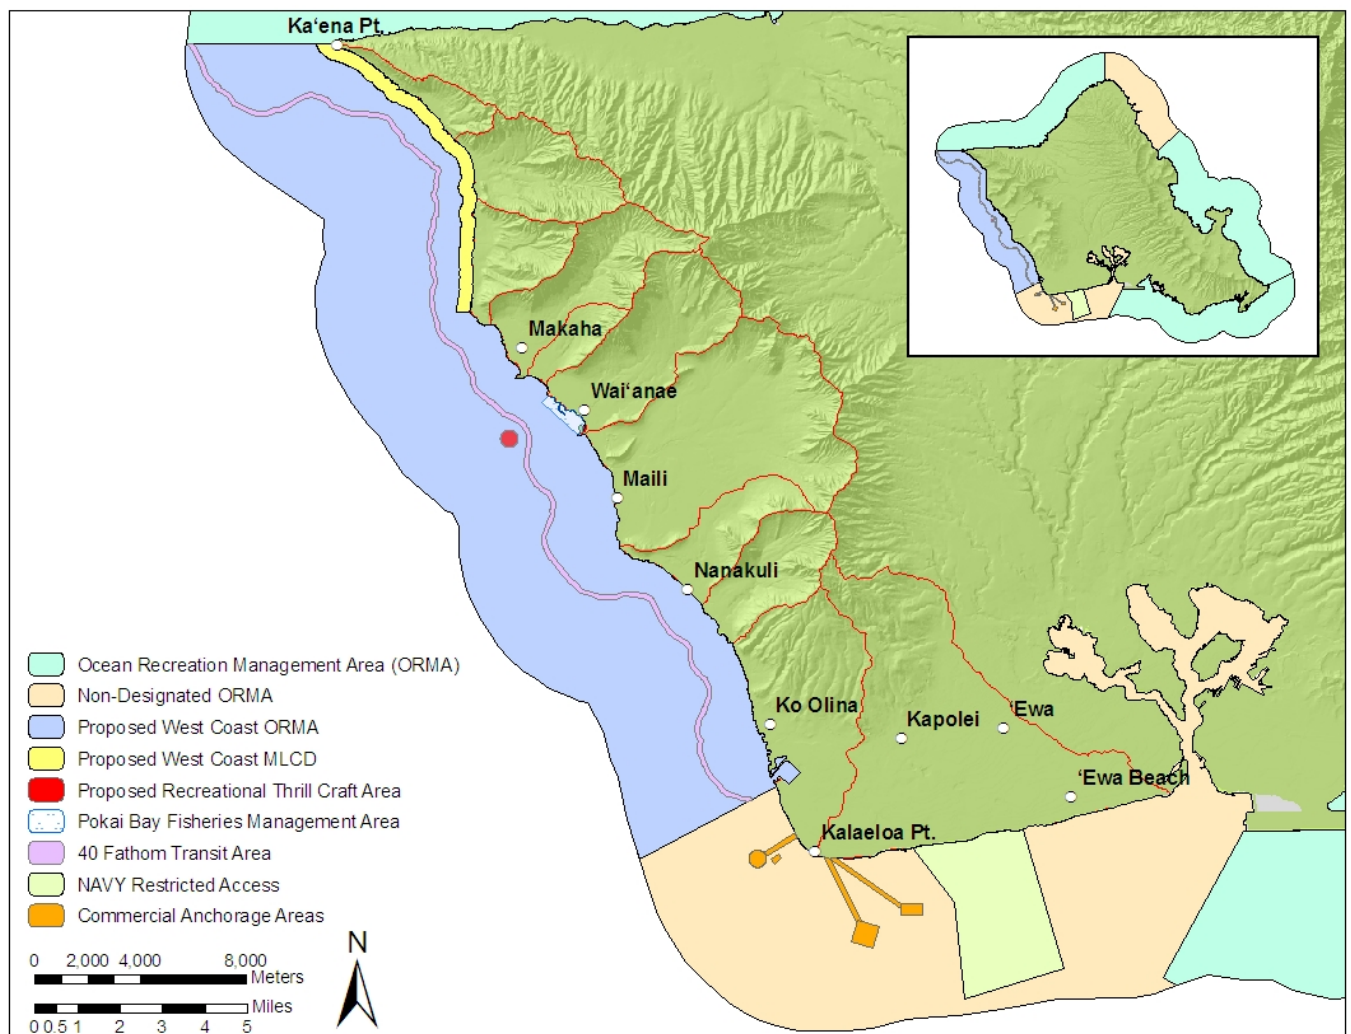 Ka‘ena Pt.
Makaha
Wai‘anae
Maili
Nanakuli
Ko Olina
Kapolei
‘Ewa
‘Ewa Beach
Kalaeloa Pt.
Ocean Recreation Management Area (ORMA)
Non-Designated ORMA
Proposed West Coast ORMA
Proposed West Coast MLCD
Proposed Recreational Thrill Craft Area
Pokai Bay Fisheries Management Area
40 Fathom Transit Area
NAVY Restricted Access
Commercial Anchorage Areas
0 2,000 4,000 8,000
Meters
Miles
0 0.5 1 2 3 4 5
N